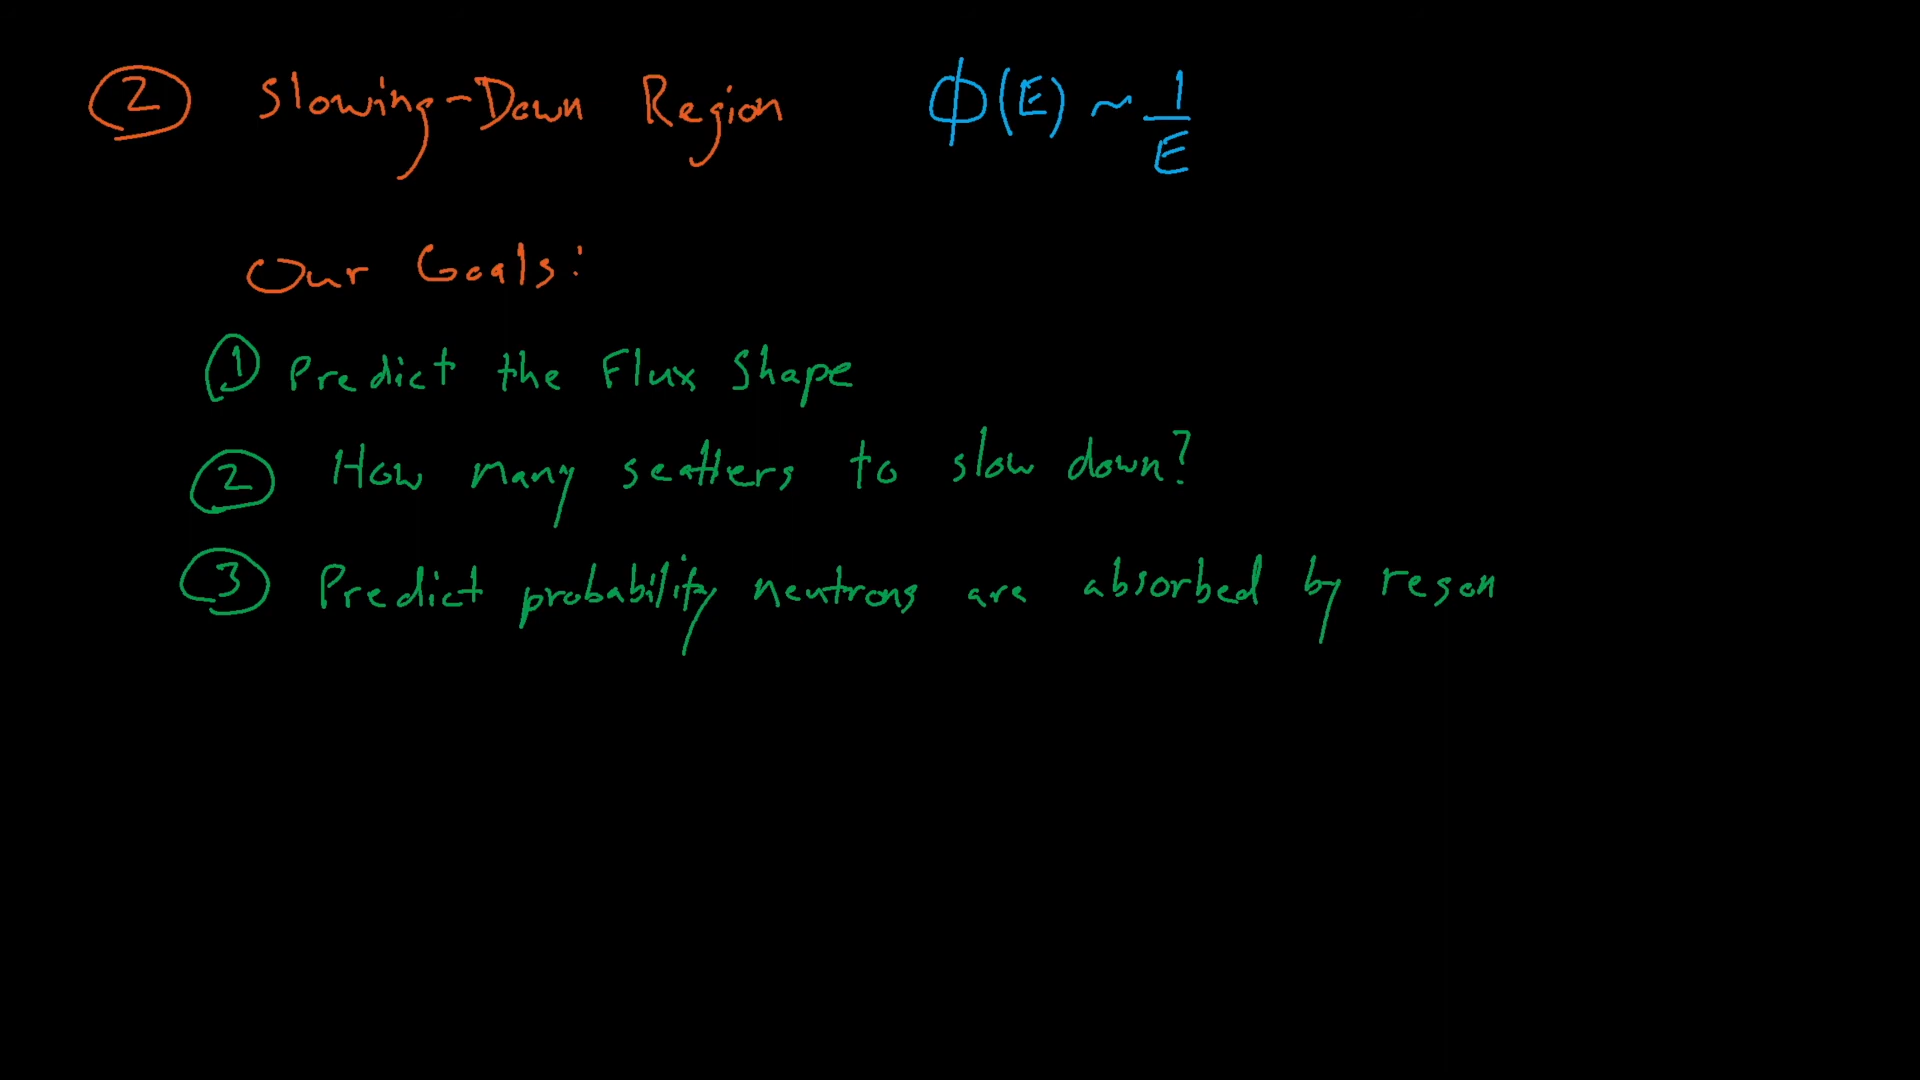 ② Slowing-Down Region ϕ(E) ~ 1/E
Our Goals:
① Predict the Flux Shape
② How many scatters to slow down?
③ Predict probability neutrons are absorbed by reson